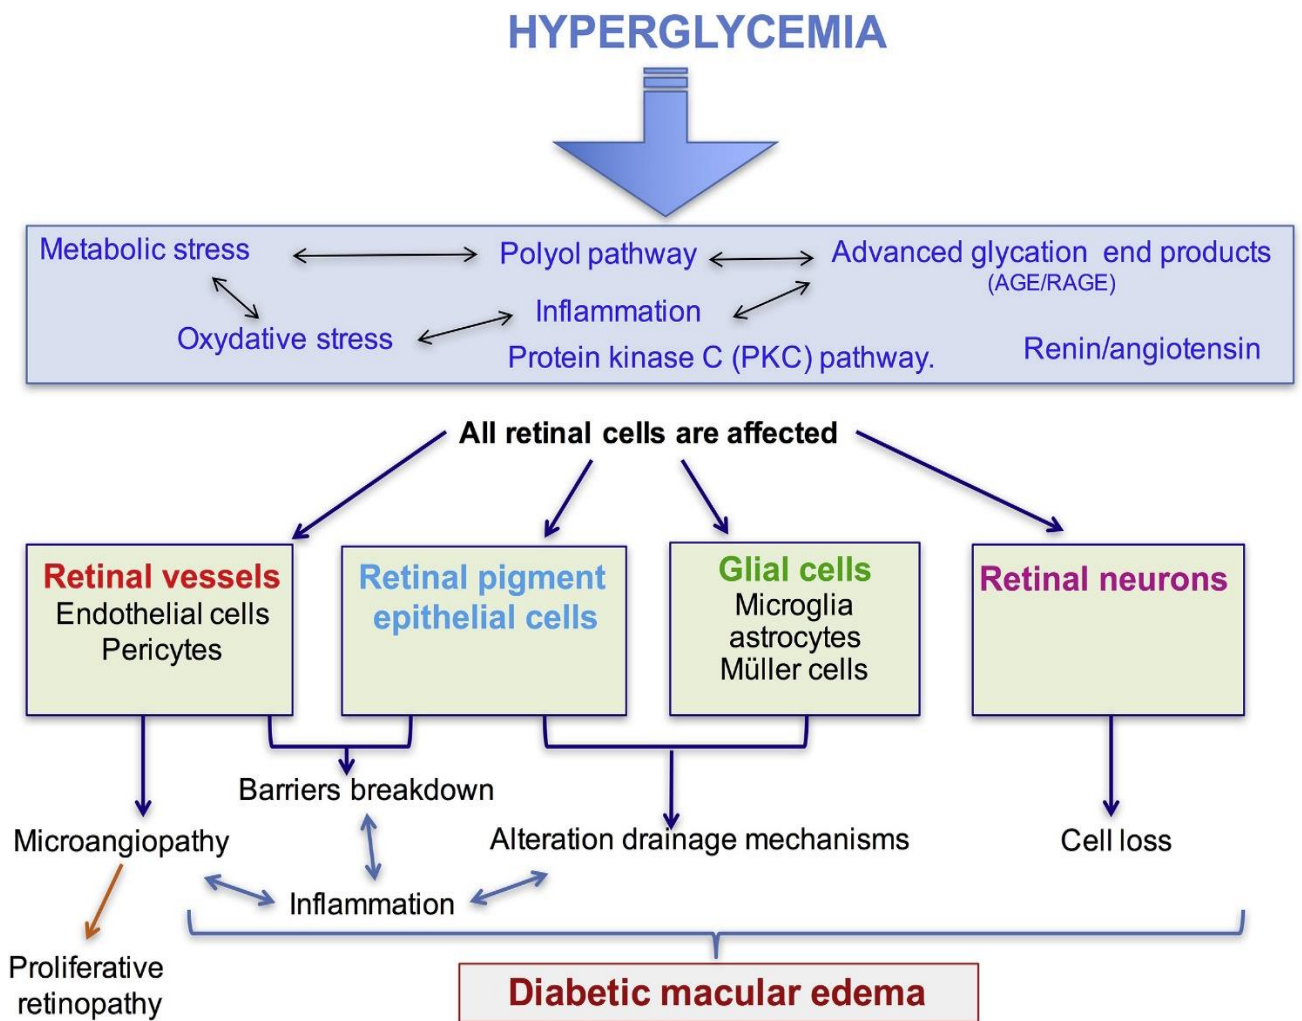 HYPERGLYCEMIA
Metabolic stress
Polyol pathway
Advanced glycation end products
(AGE/RAGE)
Inflammation
Oxydative stress
Protein kinase C (PKC) pathway.
Renin/angiotensin
All retinal cells are affected
Retinal vessels
Endothelial cells
Pericytes
Retinal pigment
epithelial cells
Glial cells
Microglia
astrocytes
Müller cells
Retinal neurons
Barriers breakdown
Microangiopathy
Alteration drainage mechanisms
Cell loss
Inflammation
Proliferative
retinopathy
Diabetic macular edema